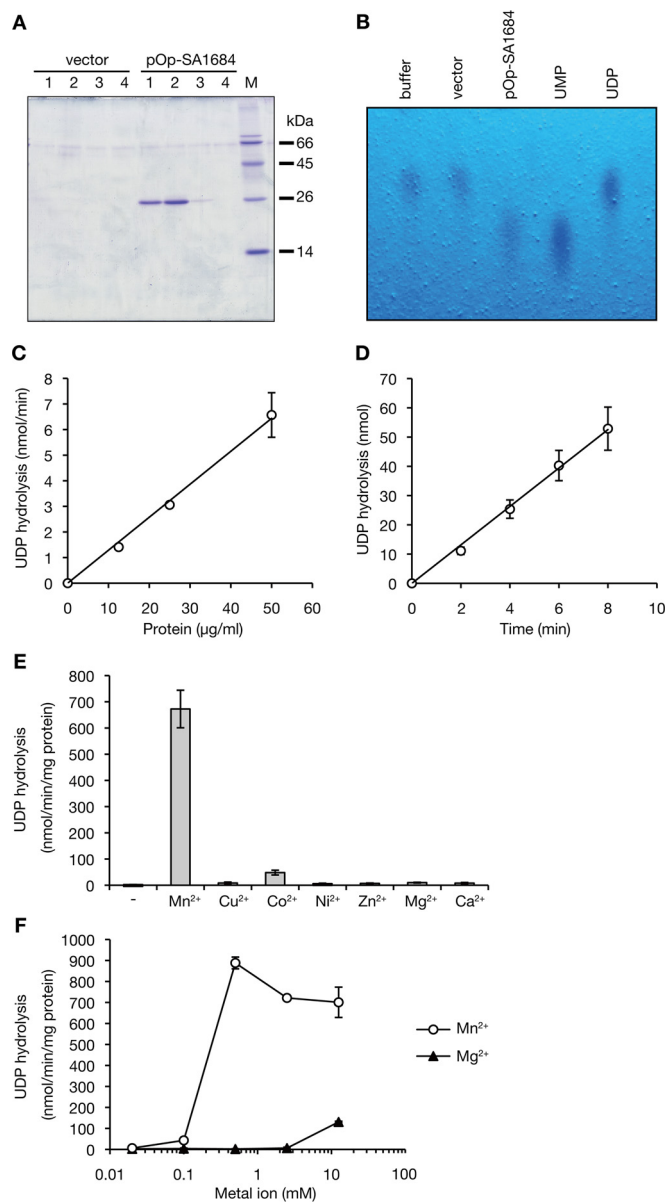 A
vector pOp-SA1684
1 2 3 4 1 2 3 4 M
kDa
66
45
26
14
B
buffer vector pOp-SA1684 UMP UDP
C
UDP hydrolysis (nmol/min)
8
7
6
5
4
3
2
1
0
0 10 20 30 40 50 60
Protein (µg/ml)
D
UDP hydrolysis (nmol)
70
60
50
40
30
20
10
0
0 2 4 6 8 10
Time (min)
E
UDP hydrolysis
(nmol/min/mg protein)
800
700
600
500
400
300
200
100
0
- Mn²⁺ Cu²⁺ Co²⁺ Ni²⁺ Zn²⁺ Mg²⁺ Ca²⁺
F
UDP hydrolysis
(nmol/min/mg protein)
1000
900
800
700
600
500
400
300
200
100
0
0.01 0.1 1 10 100
Metal ion (mM)
Mn²⁺
Mg²⁺